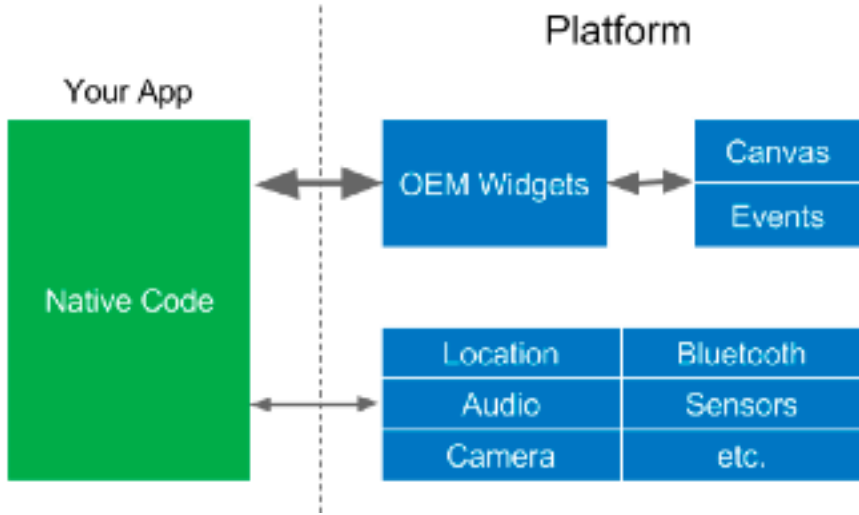 Platform
Your App
Native Code
OEM Widgets
Canvas
Events
Location
Bluetooth
Audio
Sensors
Camera
etc.